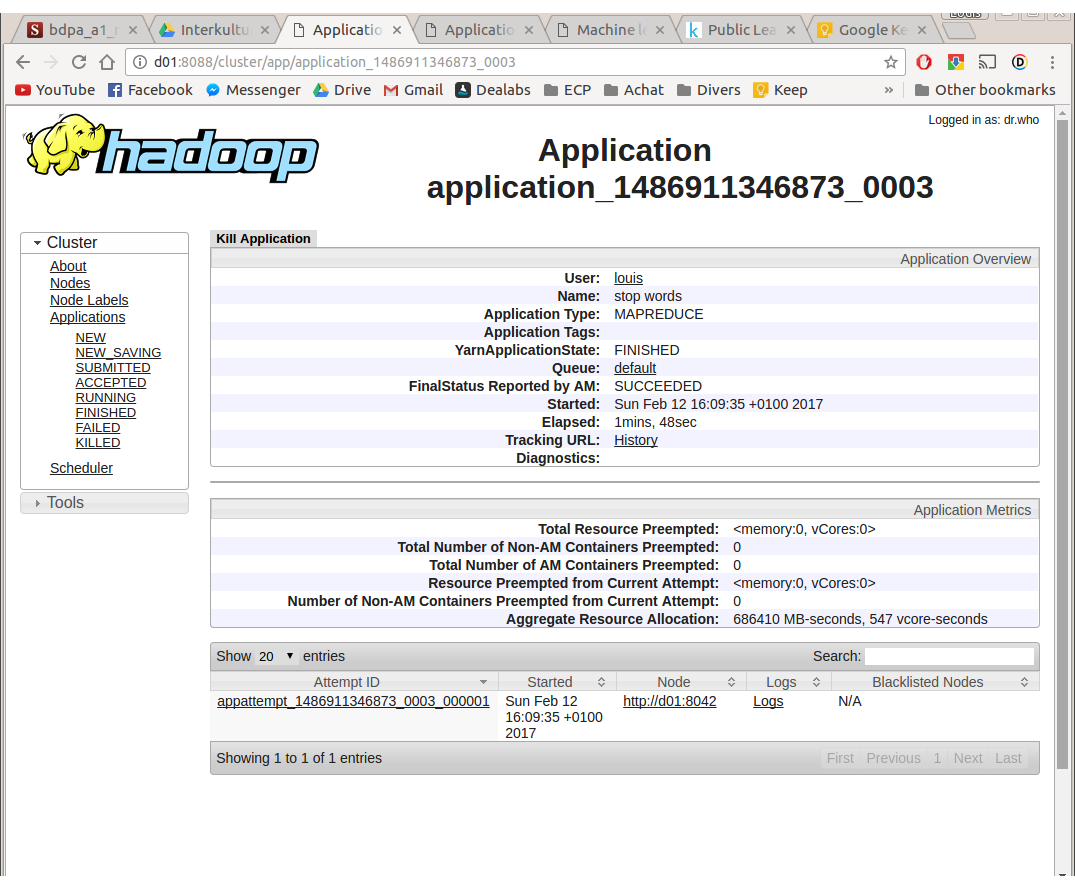 Louis
bdpa_a1_r
Interkultu
Applicatio
Applicatio
Machine l
Public Lea
Google Ke
d01:8088/cluster/app/application_1486911346873_0003
YouTube Facebook Messenger Drive Gmail Dealabs ECP Achat Divers Keep » Other bookmarks
hadoop
Logged in as: dr.who
Application
application_1486911346873_0003
Cluster
About
Nodes
Node Labels
Applications
NEW
NEW_SAVING
SUBMITTED
ACCEPTED
RUNNING
FINISHED
FAILED
KILLED
Scheduler
Tools
Kill Application
Application Overview
User: louis
Name: stop words
Application Type: MAPREDUCE
Application Tags:
YarnApplicationState: FINISHED
Queue: default
FinalStatus Reported by AM: SUCCEEDED
Started: Sun Feb 12 16:09:35 +0100 2017
Elapsed: 1mins, 48sec
Tracking URL: History
Diagnostics:
Application Metrics
Total Resource Preempted: <memory:0, vCores:0>
Total Number of Non-AM Containers Preempted: 0
Total Number of AM Containers Preempted: 0
Resource Preempted from Current Attempt: <memory:0, vCores:0>
Number of Non-AM Containers Preempted from Current Attempt: 0
Aggregate Resource Allocation: 686410 MB-seconds, 547 vcore-seconds
Show 20 entries Search:
Attempt ID Started Node Logs Blacklisted Nodes
appattempt_1486911346873_0003_000001 Sun Feb 12 http://d01:8042 Logs N/A
16:09:35 +0100
2017
Showing 1 to 1 of 1 entries First Previous 1 Next Last